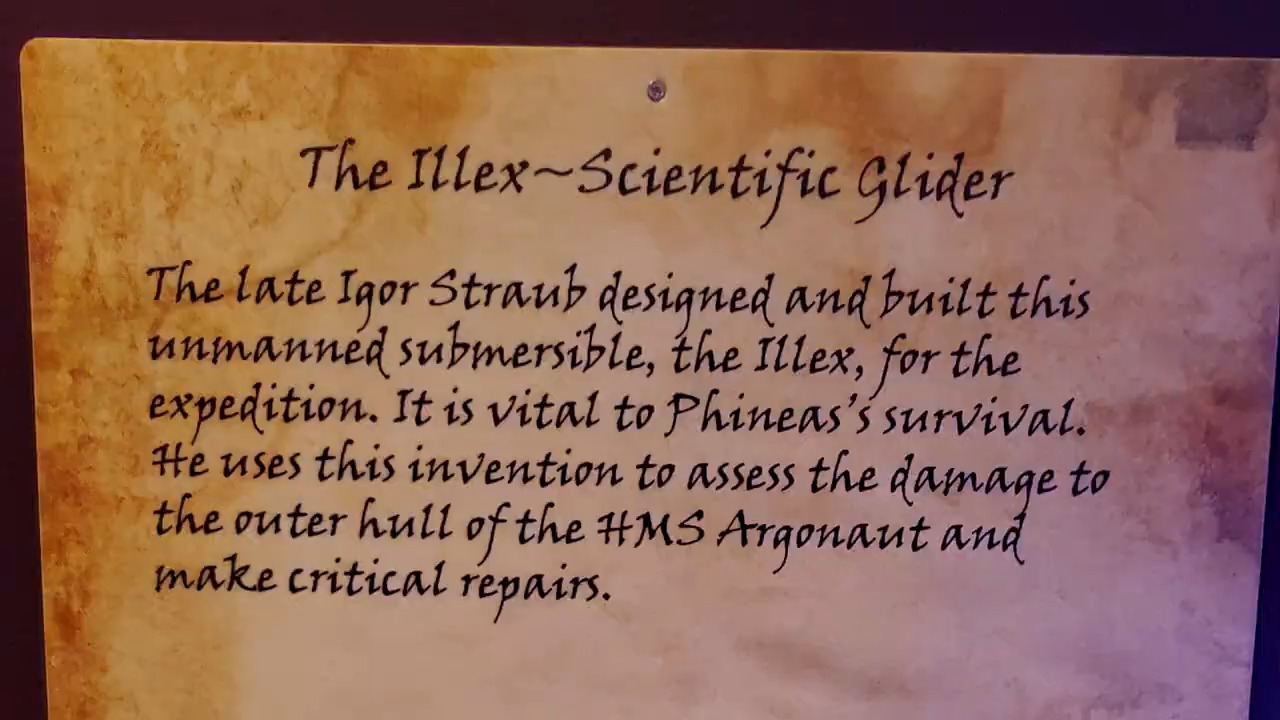 The Illex~Scientific Glider
The late Igor Straub designed and built this
unmanned submersible, the Illex, for the
expedition. It is vital to Phineas's survival.
He uses this invention to assess the damage to
the outer hull of the HMS Argonaut and
make critical repairs.